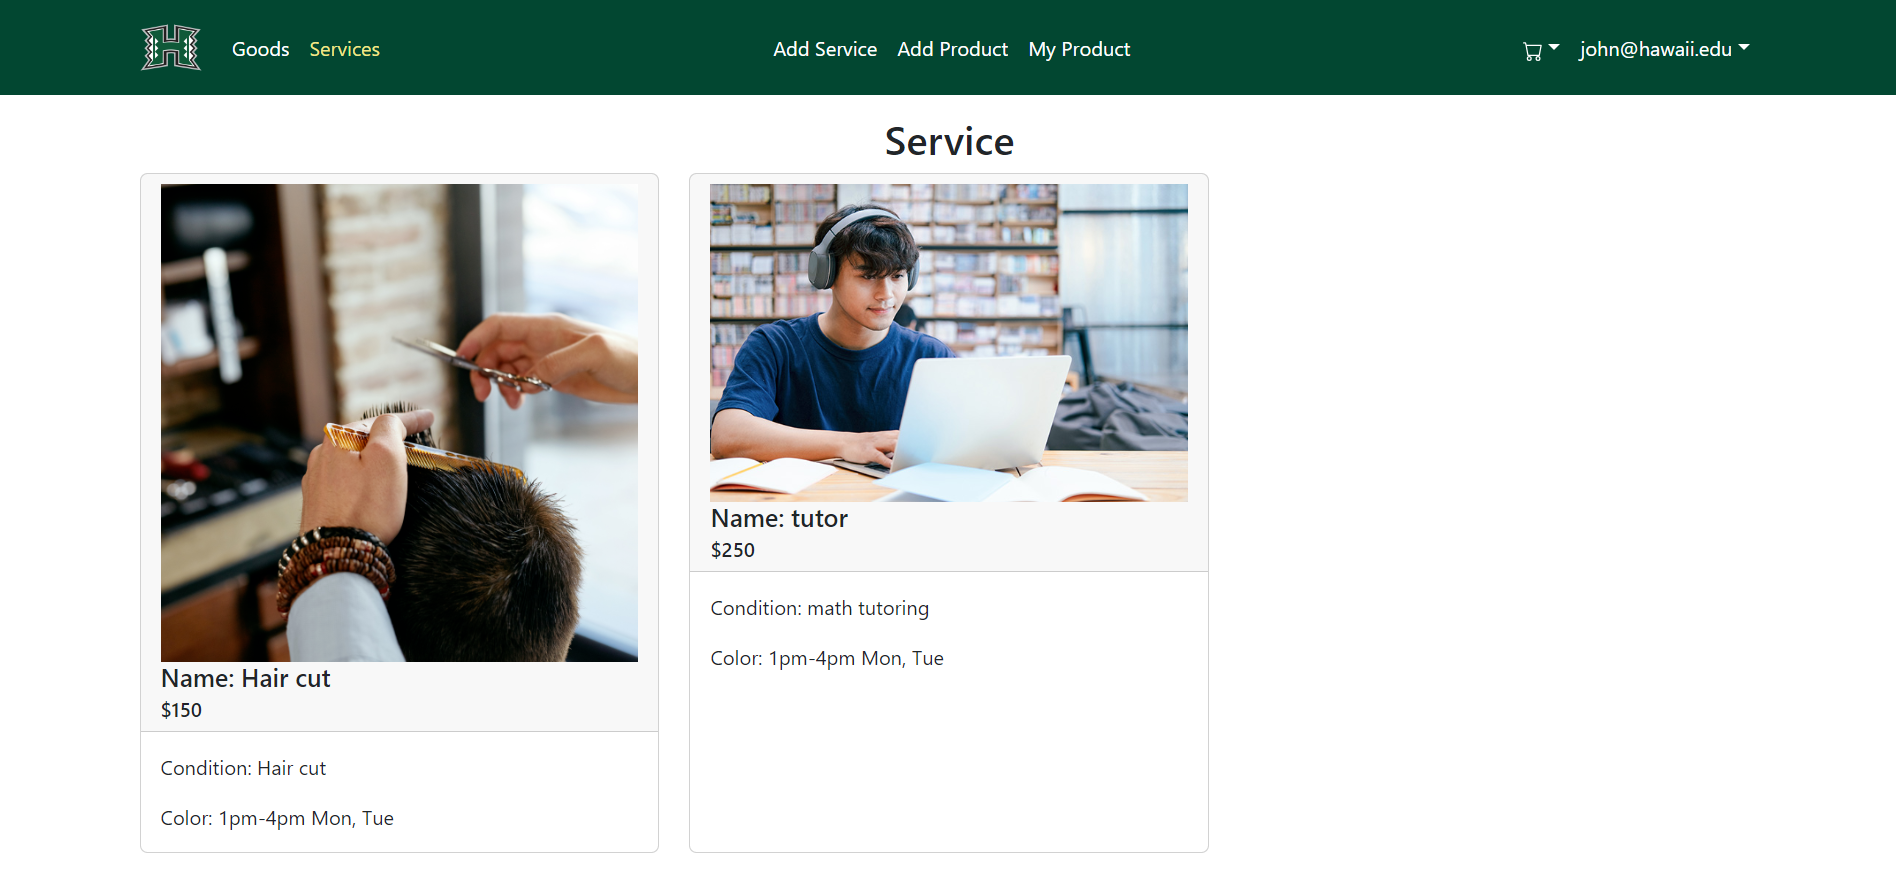 H
Goods Services Add Service Add Product My Product john@hawaii.edu
Service
Name: Hair cut
$150
Condition: Hair cut
Color: 1pm-4pm Mon, Tue
Name: tutor
$250
Condition: math tutoring
Color: 1pm-4pm Mon, Tue